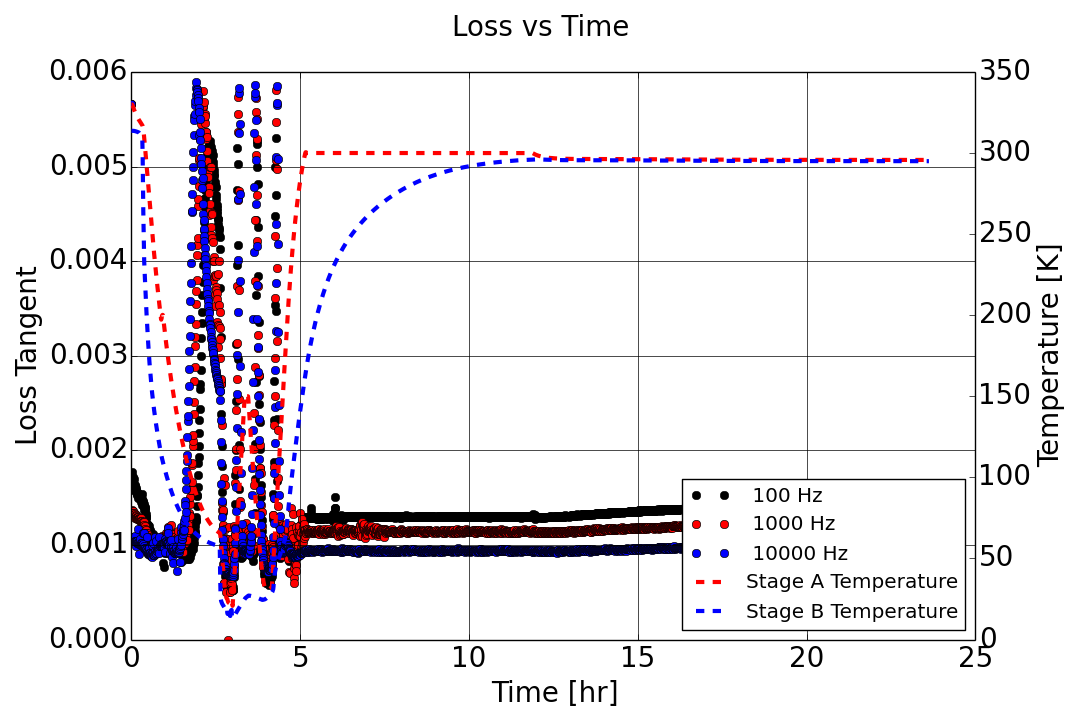 Loss vs Time
0.006
0.005
0.004
0.003
0.002
0.001
0.000
Loss Tangent
350
300
250
200
150
100
50
0
Temperature [K]
100 Hz
1000 Hz
10000 Hz
Stage A Temperature
Stage B Temperature
0 5 10 15 20 25
Time [hr]